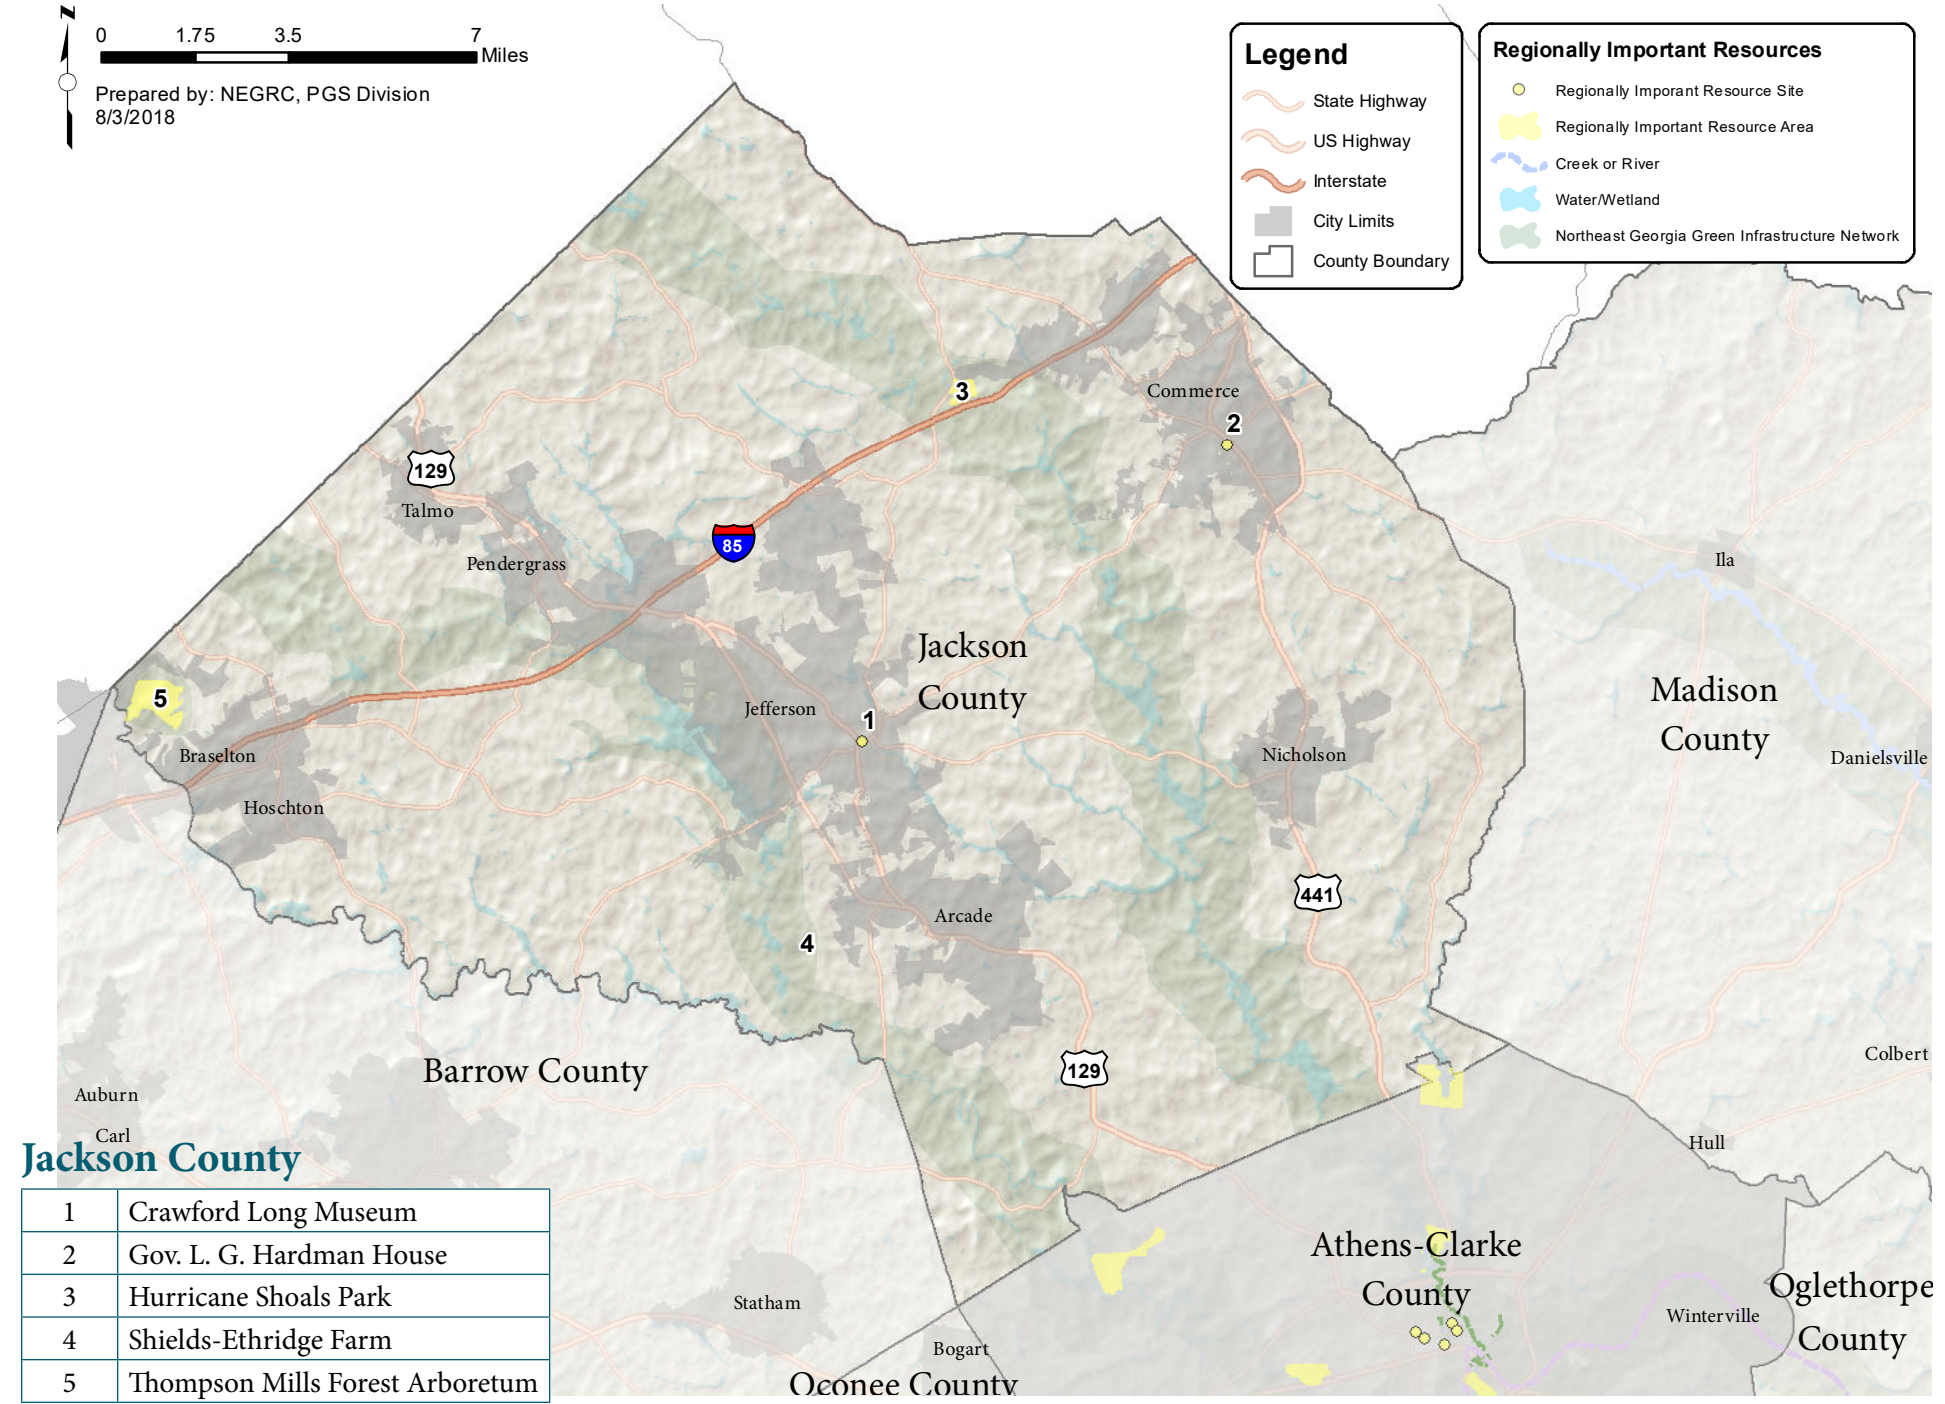 N
0 1.75 3.5 7
Miles
Prepared by: NEGRC, PGS Division
8/3/2018
Legend
State Highway
US Highway
Interstate
City Limits
County Boundary
Regionally Important Resources
Regionally Imporant Resource Site
Regionally Important Resource Area
Creek or River
Water/Wetland
Northeast Georgia Green Infrastructure Network
3
Commerce
2
129
Talmo
85
Pendergrass
Ila
Jackson
County
5
Jefferson
1
Madison
County
Braselton
Nicholson
Danielsville
Hoschton
441
Arcade
4
Barrow County
129
Colbert
Auburn
Carl
Hull
Athens-Clarke
County
Oglethorpe
County
Winterville
Statham
Bogart
Oconee County
Jackson County
1 Crawford Long Museum
2 Gov. L. G. Hardman House
3 Hurricane Shoals Park
4 Shields-Ethridge Farm
5 Thompson Mills Forest Arboretum